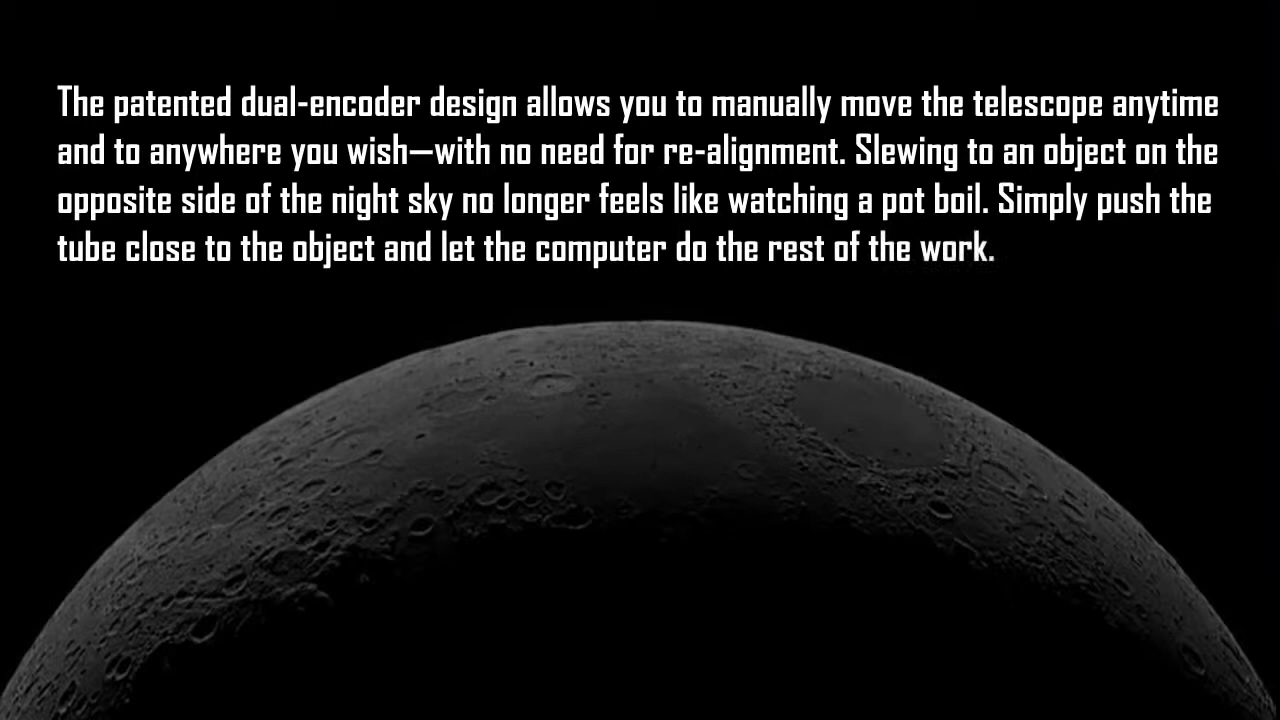 The patented dual-encoder design allows you to manually move the telescope anytime
and to anywhere you wish—with no need for re-alignment. Slewing to an object on the
opposite side of the night sky no longer feels like watching a pot boil. Simply push the
tube close to the object and let the computer do the rest of the work.